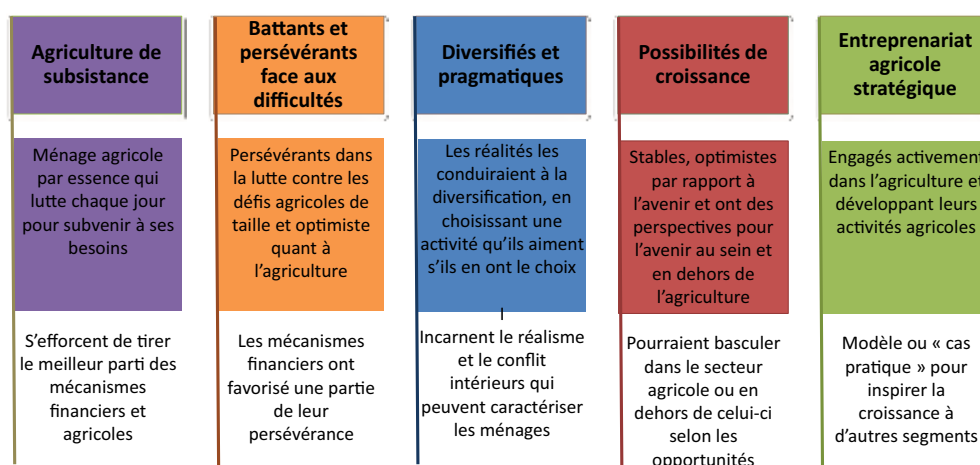 Agriculture de
subsistance
Battants et
persévérants
face aux
difficultés
Diversifiés et
pragmatiques
Possibilités de
croissance
Entreprenariat
agricole
stratégique
Ménage agricole
par essence qui
lutte chaque jour
pour subvenir à ses
besoins
Persévérants dans
la lutte contre les
défis agricoles de
taille et optimiste
quant à
l’agriculture
Les réalités les
conduiraient à la
diversification, en
choisissant une
activité qu’ils aiment
s’ils en ont le choix
Stables, optimistes
par rapport à
l’avenir et ont des
perspectives pour
l’avenir au sein et
en dehors de
l’agriculture
Engagés activement
dans l’agriculture et
développant leurs
activités agricoles
S’efforcent de tirer
le meilleur parti des
mécanismes
financiers et
agricoles
Les mécanismes
financiers ont
favorisé une partie
de leur
persévérance
Incarnent le réalisme
et le conflit
intérieurs qui
peuvent caractériser
les ménages
Pourraient basculer
dans le secteur
agricole ou en
dehors de celui-ci
selon les
opportunités
Modèle ou « cas
pratique » pour
inspirer la
croissance à
d’autres segments